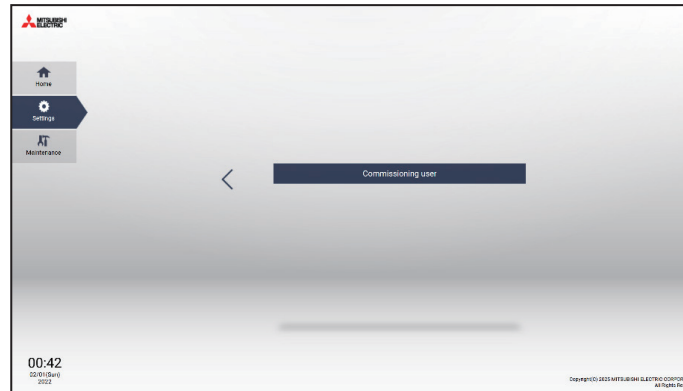 MITSUBISHI
ELECTRIC
Home
Settings
Maintenance
Commissioning user
00:42
02/01(Sun)
2022
Copyright(C) 2025 MITSUBISHI ELECTRIC CORPOR
All Rights Re